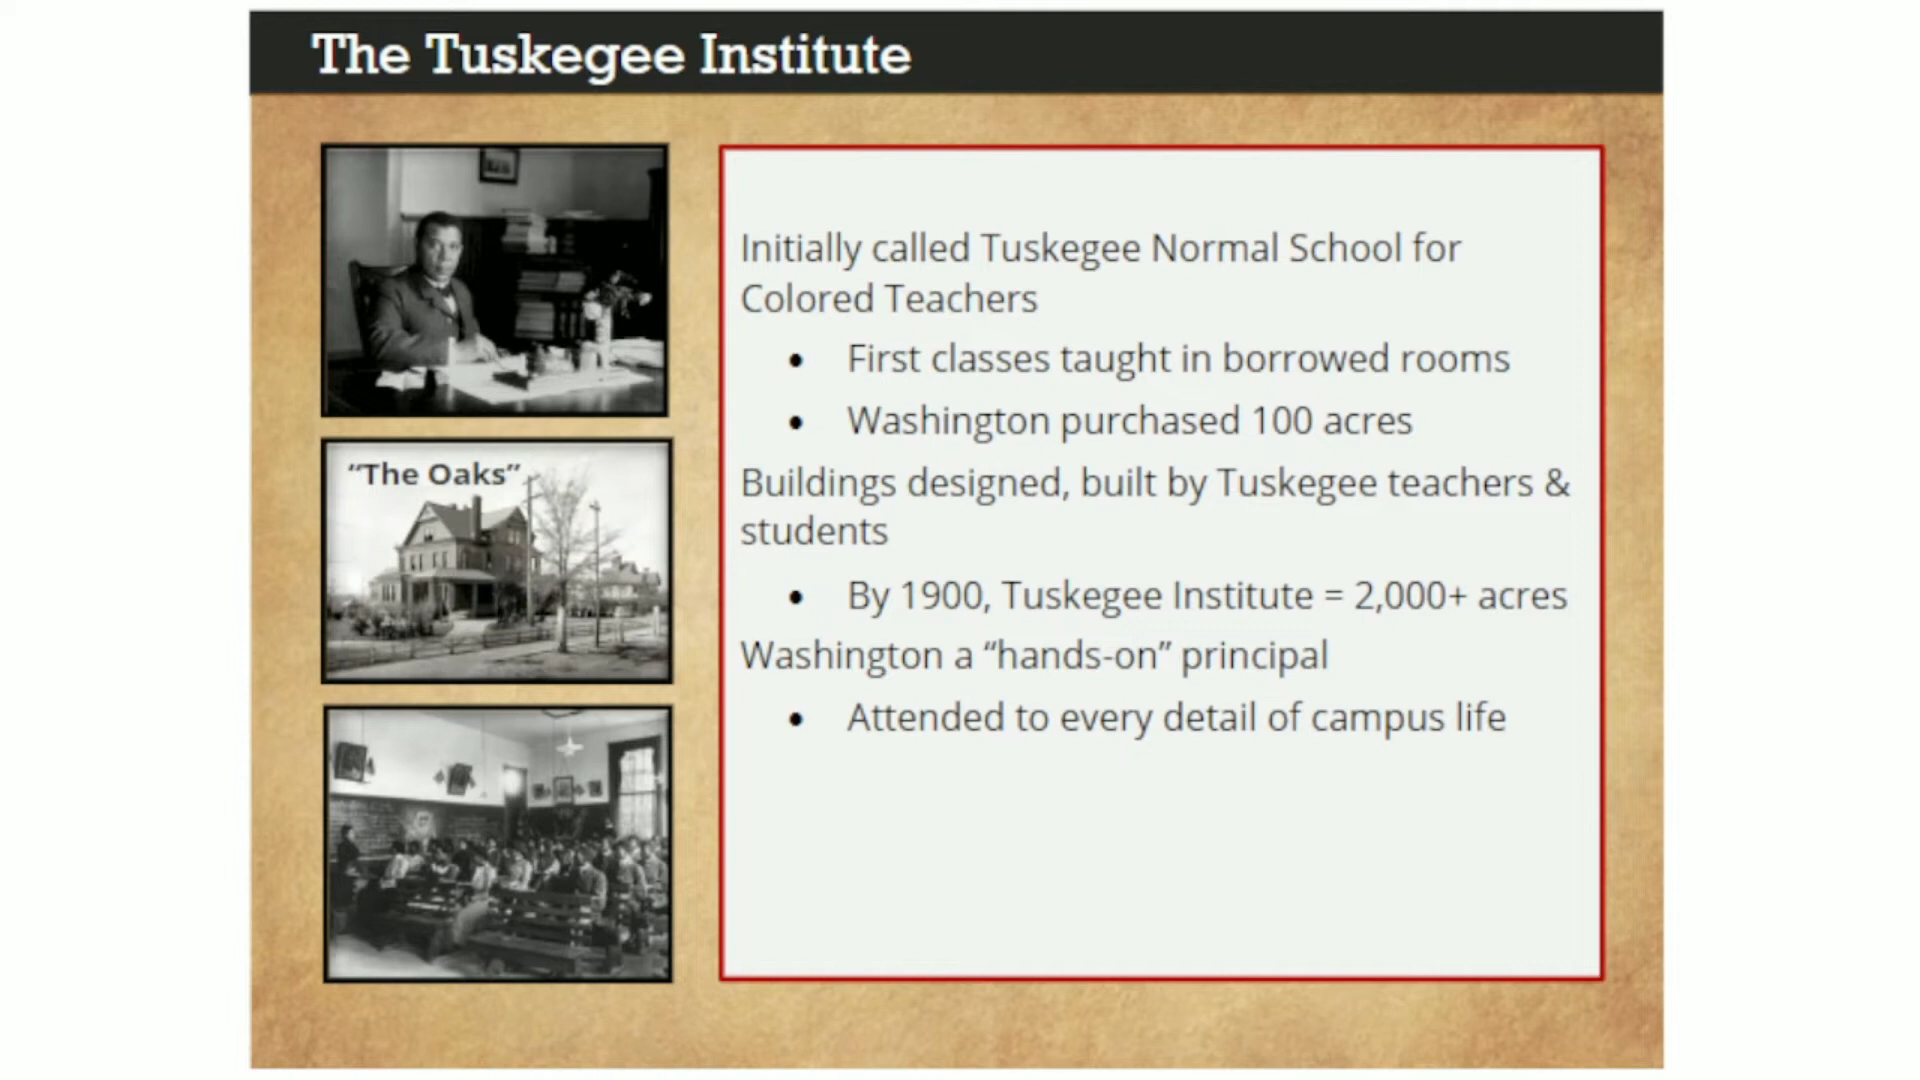 The Tuskegee Institute
"The Oaks"
Initially called Tuskegee Normal School for
Colored Teachers
• First classes taught in borrowed rooms
• Washington purchased 100 acres
Buildings designed, built by Tuskegee teachers &
students
• By 1900, Tuskegee Institute = 2,000+ acres
Washington a “hands-on” principal
• Attended to every detail of campus life